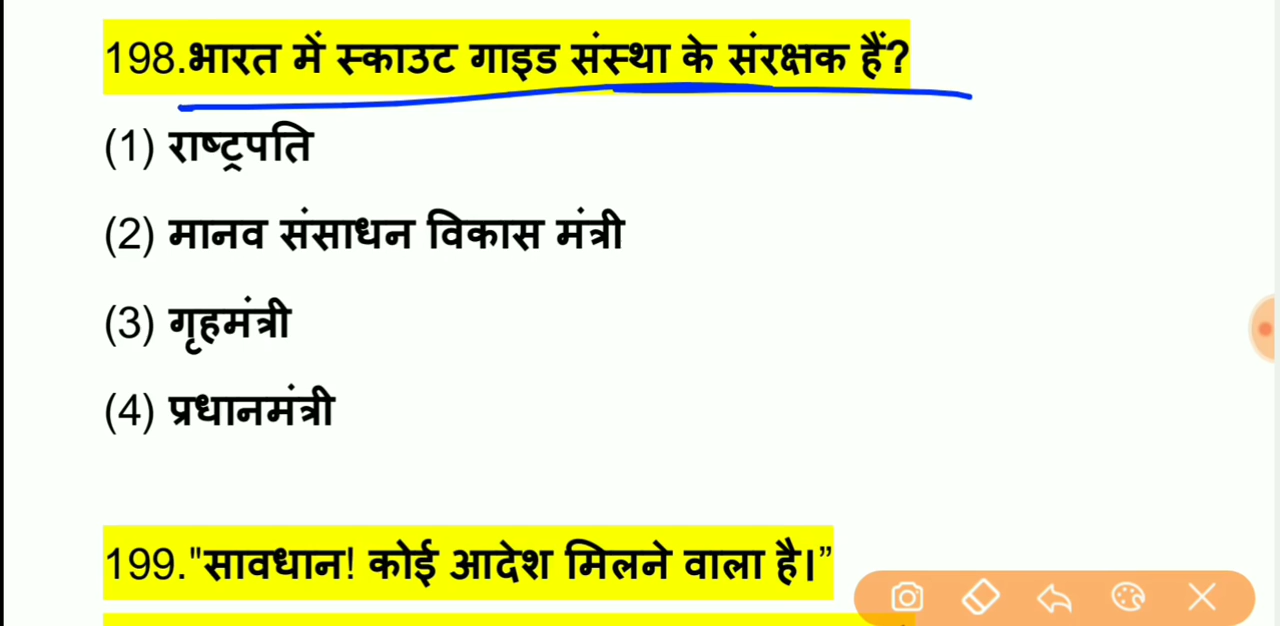 198.भारत में स्काउट गाइड संस्था के संरक्षक हैं?
(1) राष्ट्रपति
(2) मानव संसाधन विकास मंत्री
(3) गृहमंत्री
(4) प्रधानमंत्री
199."सावधान! कोई आदेश मिलने वाला है।”